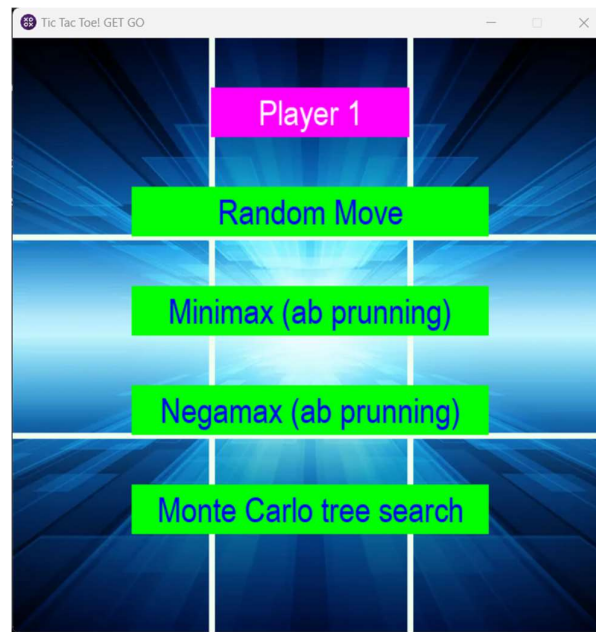 Tic Tac Toe! GET GO
Player 1
Random Move
Minimax (ab prunning)
Negamax (ab prunning)
Monte Carlo tree search